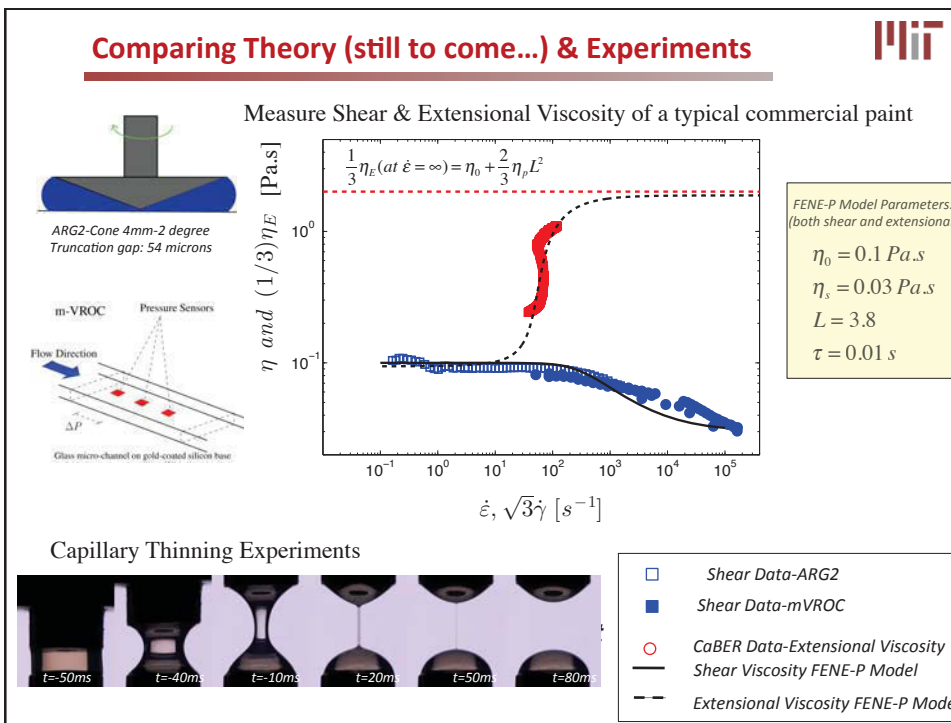 Comparing Theory (still to come...) & Experiments
MIT
Measure Shear & Extensional Viscosity of a typical commercial paint
ARG2-Cone 4mm-2 degree
Truncation gap: 54 microns
m-VROC
Pressure Sensors
Flow Direction
ΔP
Glass micro-channel on gold-coated silicon base
η and (1/3)η_E [Pa.s]
1/3 η_E (at ε̇ = ∞) = η_0 + 2/3 η_p L^2
10^0
10^-1
10^-1 10^0 10^1 10^2 10^3 10^4 10^5
ε̇, √3γ̇ [s^-1]
FENE-P Model Parameters
(both shear and extensional
η_0 = 0.1 Pa.s
η_s = 0.03 Pa.s
L = 3.8
τ = 0.01 s
Capillary Thinning Experiments
t=-50ms t=-40ms t=-10ms t=20ms t=50ms t=80ms
Shear Data-ARG2
Shear Data-mVROC
CaBER Data-Extensional Viscosity
Shear Viscosity FENE-P Model
Extensional Viscosity FENE-P Mode